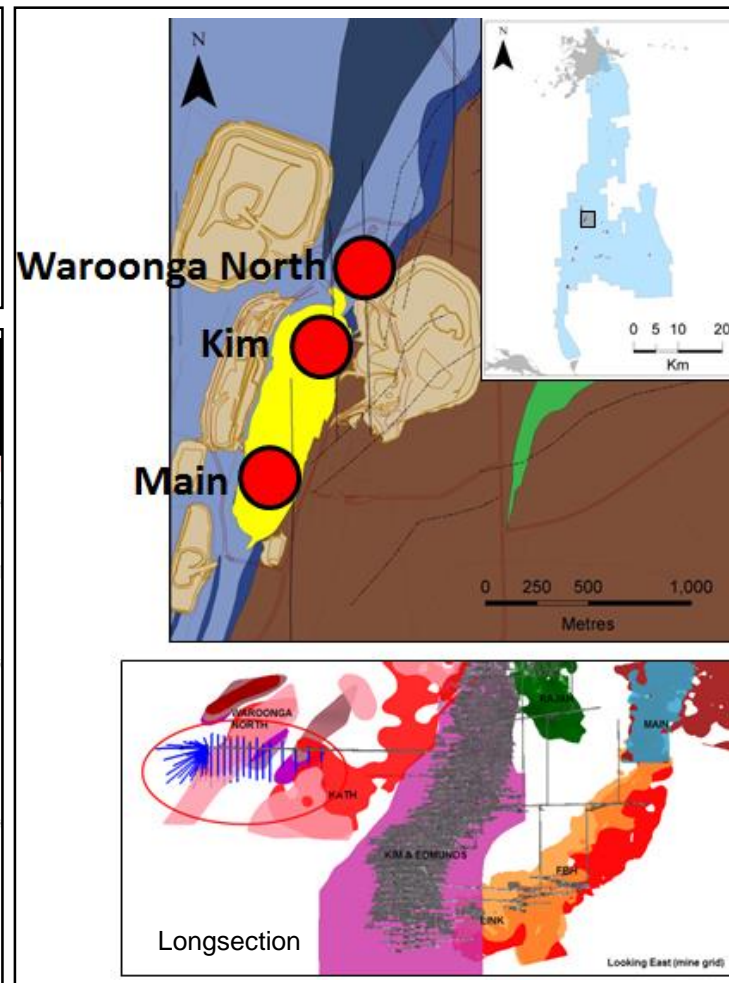 N
N
Waroonga North
Kim
Main
0 5 10 20
Km
0 250 500 1,000
Metres
WAROONGA
NORTH
RAJAH
MAIN
KATH
KIM & EDMUNDS
FBH
LINK
Longsection
Looking East (mine grid)